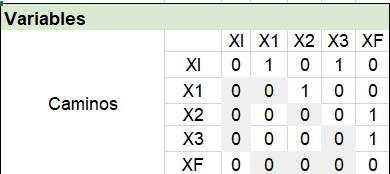 Variables
XI X1 X2 X3 XF
XI 0 1 0 1 0
X1 0 0 1 0 0
Caminos
X2 0 0 0 0 1
X3 0 0 0 0 1
XF 0 0 0 0 0